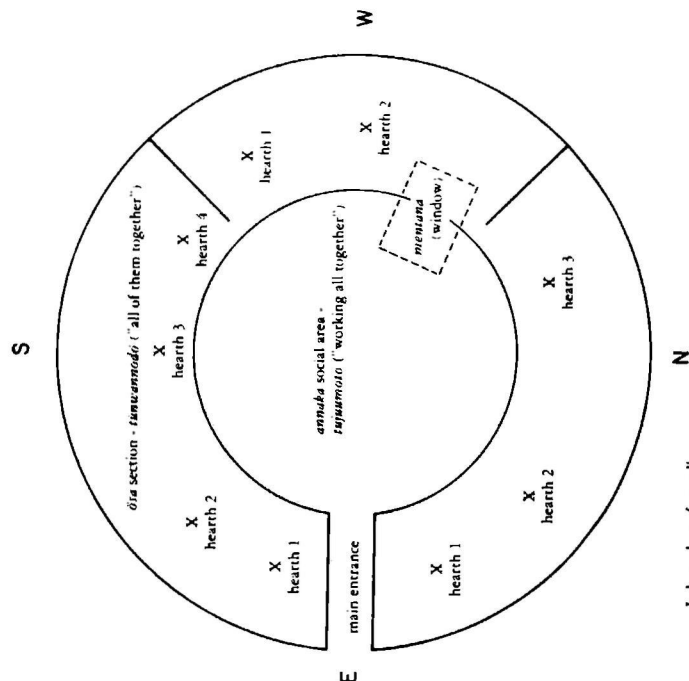 S
ösa section - tunwannodö ("all of them together")
X
hearth 4
X
hearth 3
X
hearth 2
X
hearth 1
W
X
hearth 1
X
hearth 2
annaka social area -
tujuumoto ("working all together")
mentana
(window)
main entrance
E
X
hearth 1
X
hearth 2
X
hearth 3
N